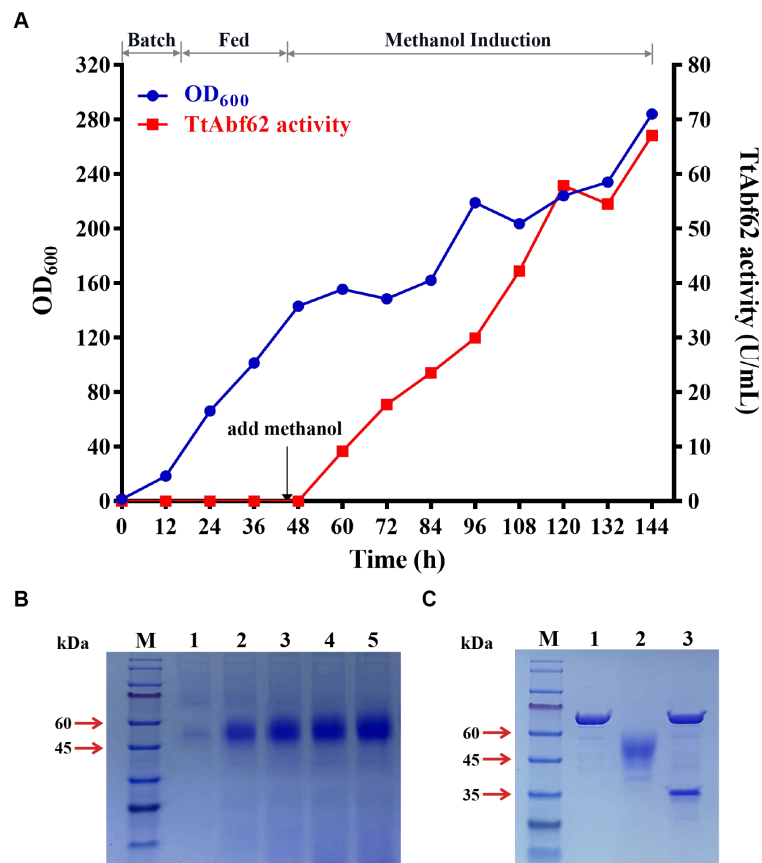 A
Batch Fed Methanol Induction
OD600
TtAbf62 activity
320
280
240
200
160
120
80
40
0
OD600
80
70
60
50
40
30
20
10
0
TtAbf62 activity (U/mL)
add methanol
0 12 24 36 48 60 72 84 96 108 120 132 144
Time (h)
B
kDa M 1 2 3 4 5
60
45
C
kDa M 1 2 3
60
45
35